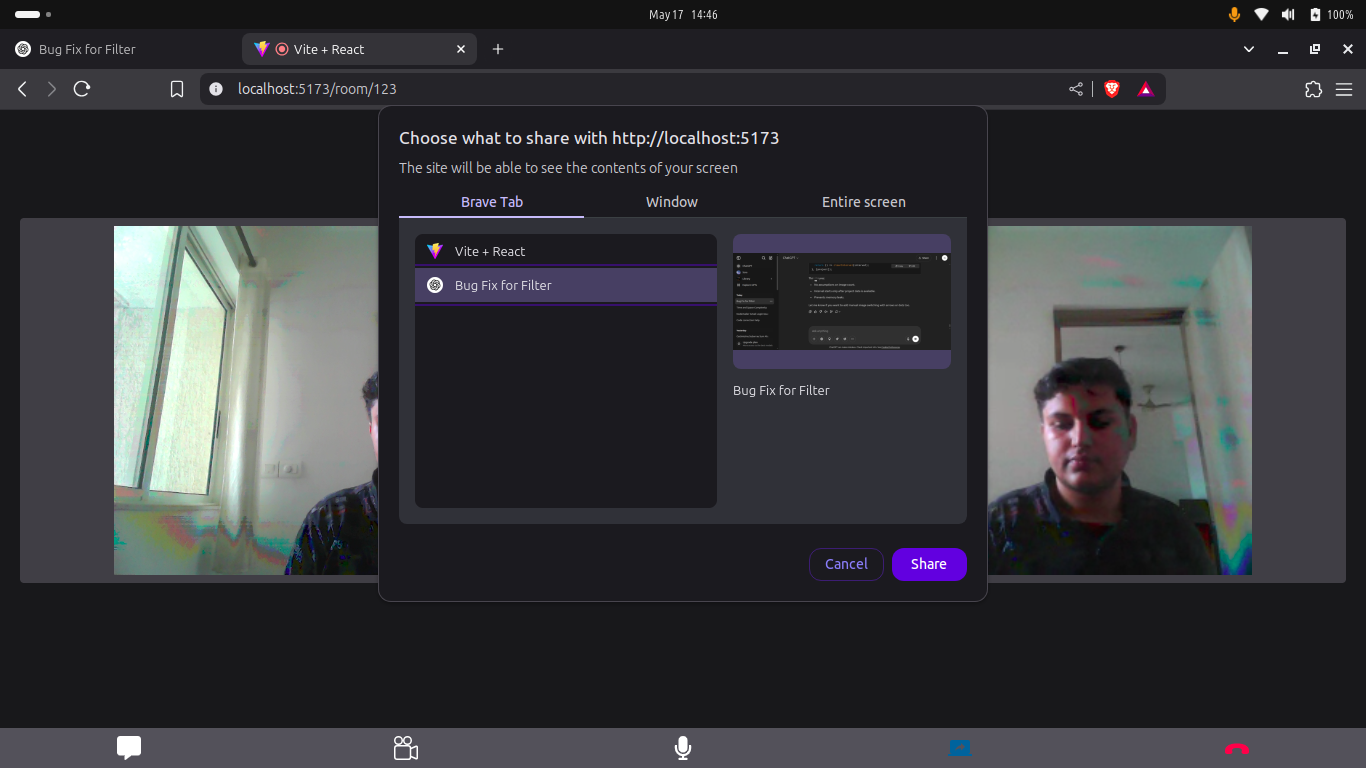 May 17 14:46
100%
Bug Fix for Filter
Vite + React
localhost:5173/room/123
Choose what to share with http://localhost:5173
The site will be able to see the contents of your screen
Brave Tab
Window
Entire screen
Vite + React
Bug Fix for Filter
Bug Fix for Filter
Cancel
Share